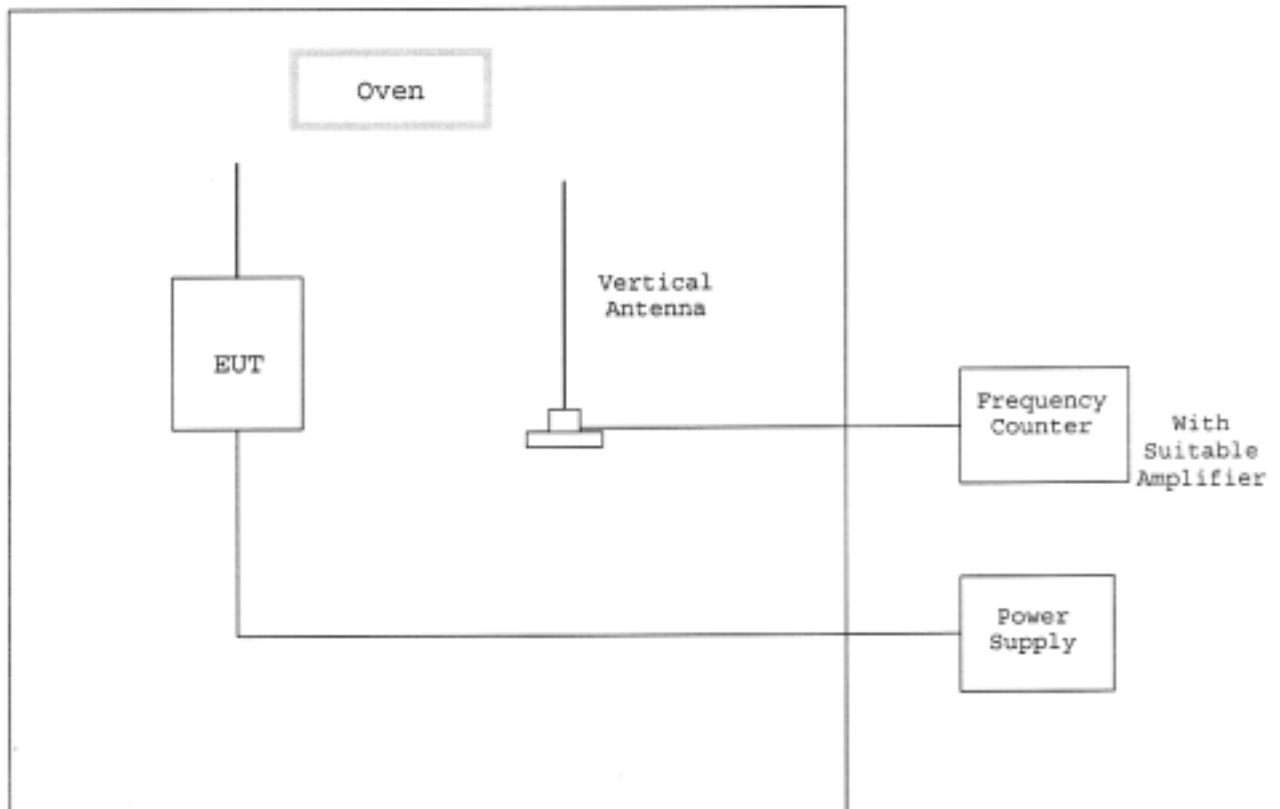 Oven
Vertical
Antenna
EUT
Frequency
Counter
With
Suitable
Amplifier
Power
Supply